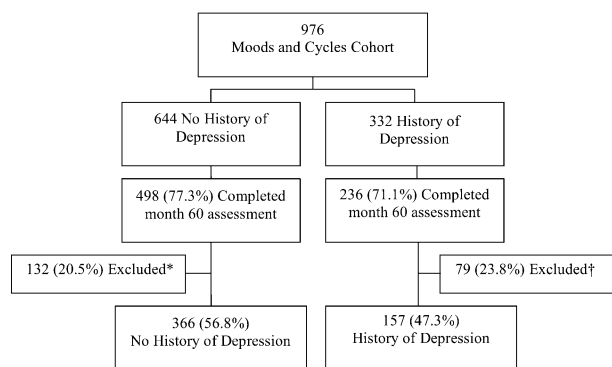 976
Moods and Cycles Cohort
644 No History of
Depression
332 History of
Depression
498 (77.3%) Completed
month 60 assessment
236 (71.1%) Completed
month 60 assessment
132 (20.5%) Excluded*
79 (23.8%) Excluded†
366 (56.8%)
No History of Depression
157 (47.3%)
History of Depression